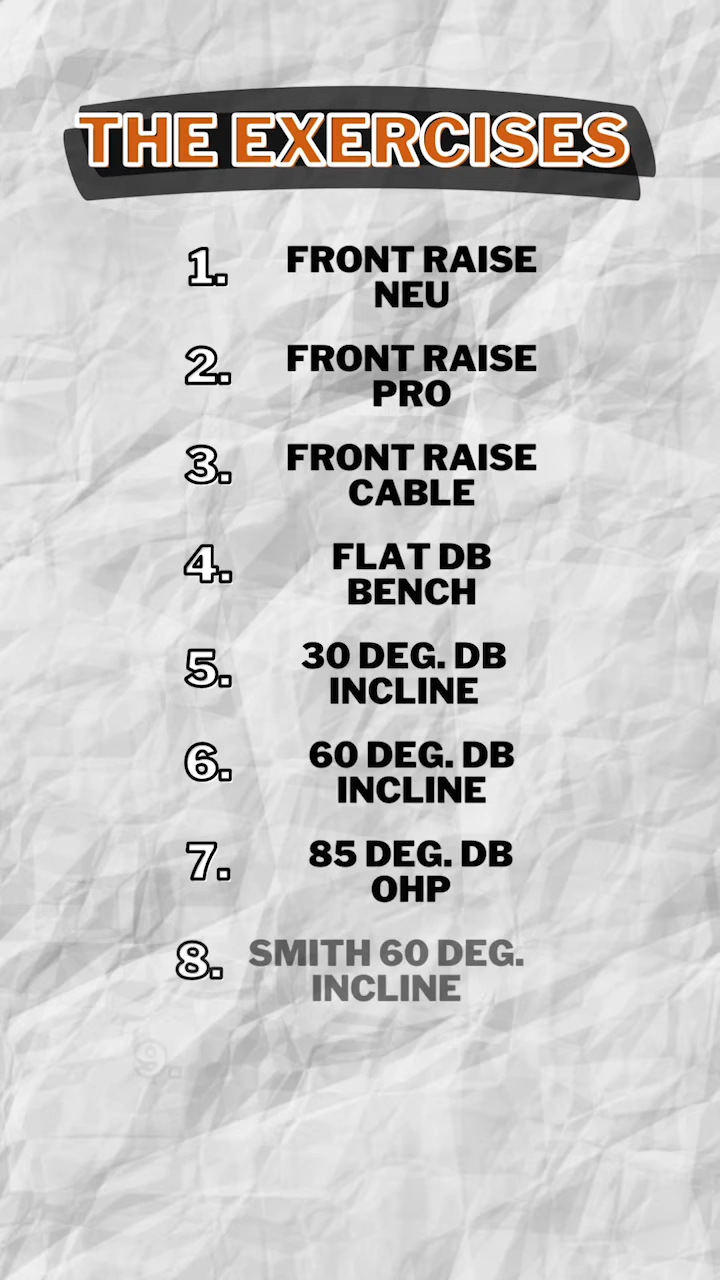 THE EXERCISES
1. FRONT RAISE
NEU
2. FRONT RAISE
PRO
3. FRONT RAISE
CABLE
4. FLAT DB
BENCH
5. 30 DEG. DB
INCLINE
6. 60 DEG. DB
INCLINE
7. 85 DEG. DB
OHP
8. SMITH 60 DEG.
INCLINE
9.